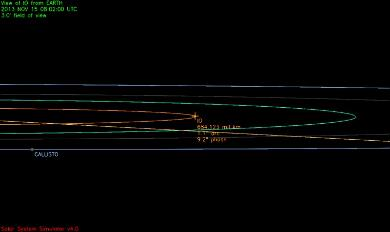 View of IO from EARTH
2013 NOV 15 08:02:00 UTC
3.0' field of view
IO
CALLISTO
Solar System Simulator v4.0